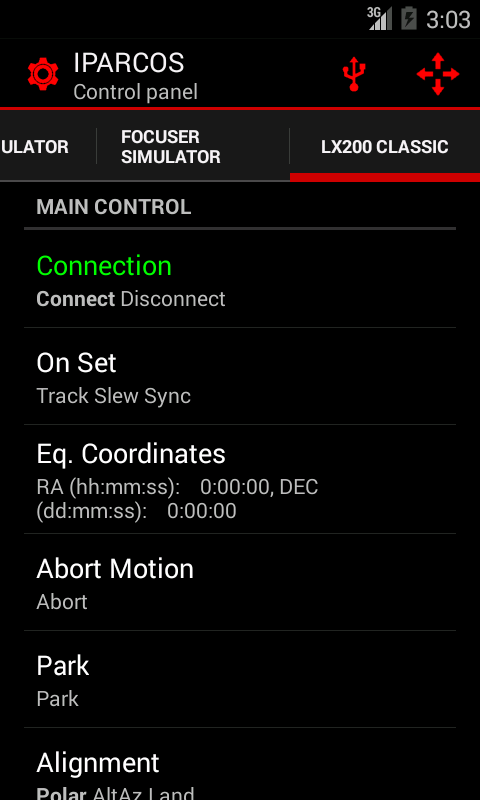 3G 3:03
IPARCOS
Control panel
ULATOR
FOCUSER
SIMULATOR
LX200 CLASSIC
MAIN CONTROL
Connection
Connect Disconnect
On Set
Track Slew Sync
Eq. Coordinates
RA (hh:mm:ss): 0:00:00, DEC
(dd:mm:ss): 0:00:00
Abort Motion
Abort
Park
Park
Alignment
Polar AltAz Land